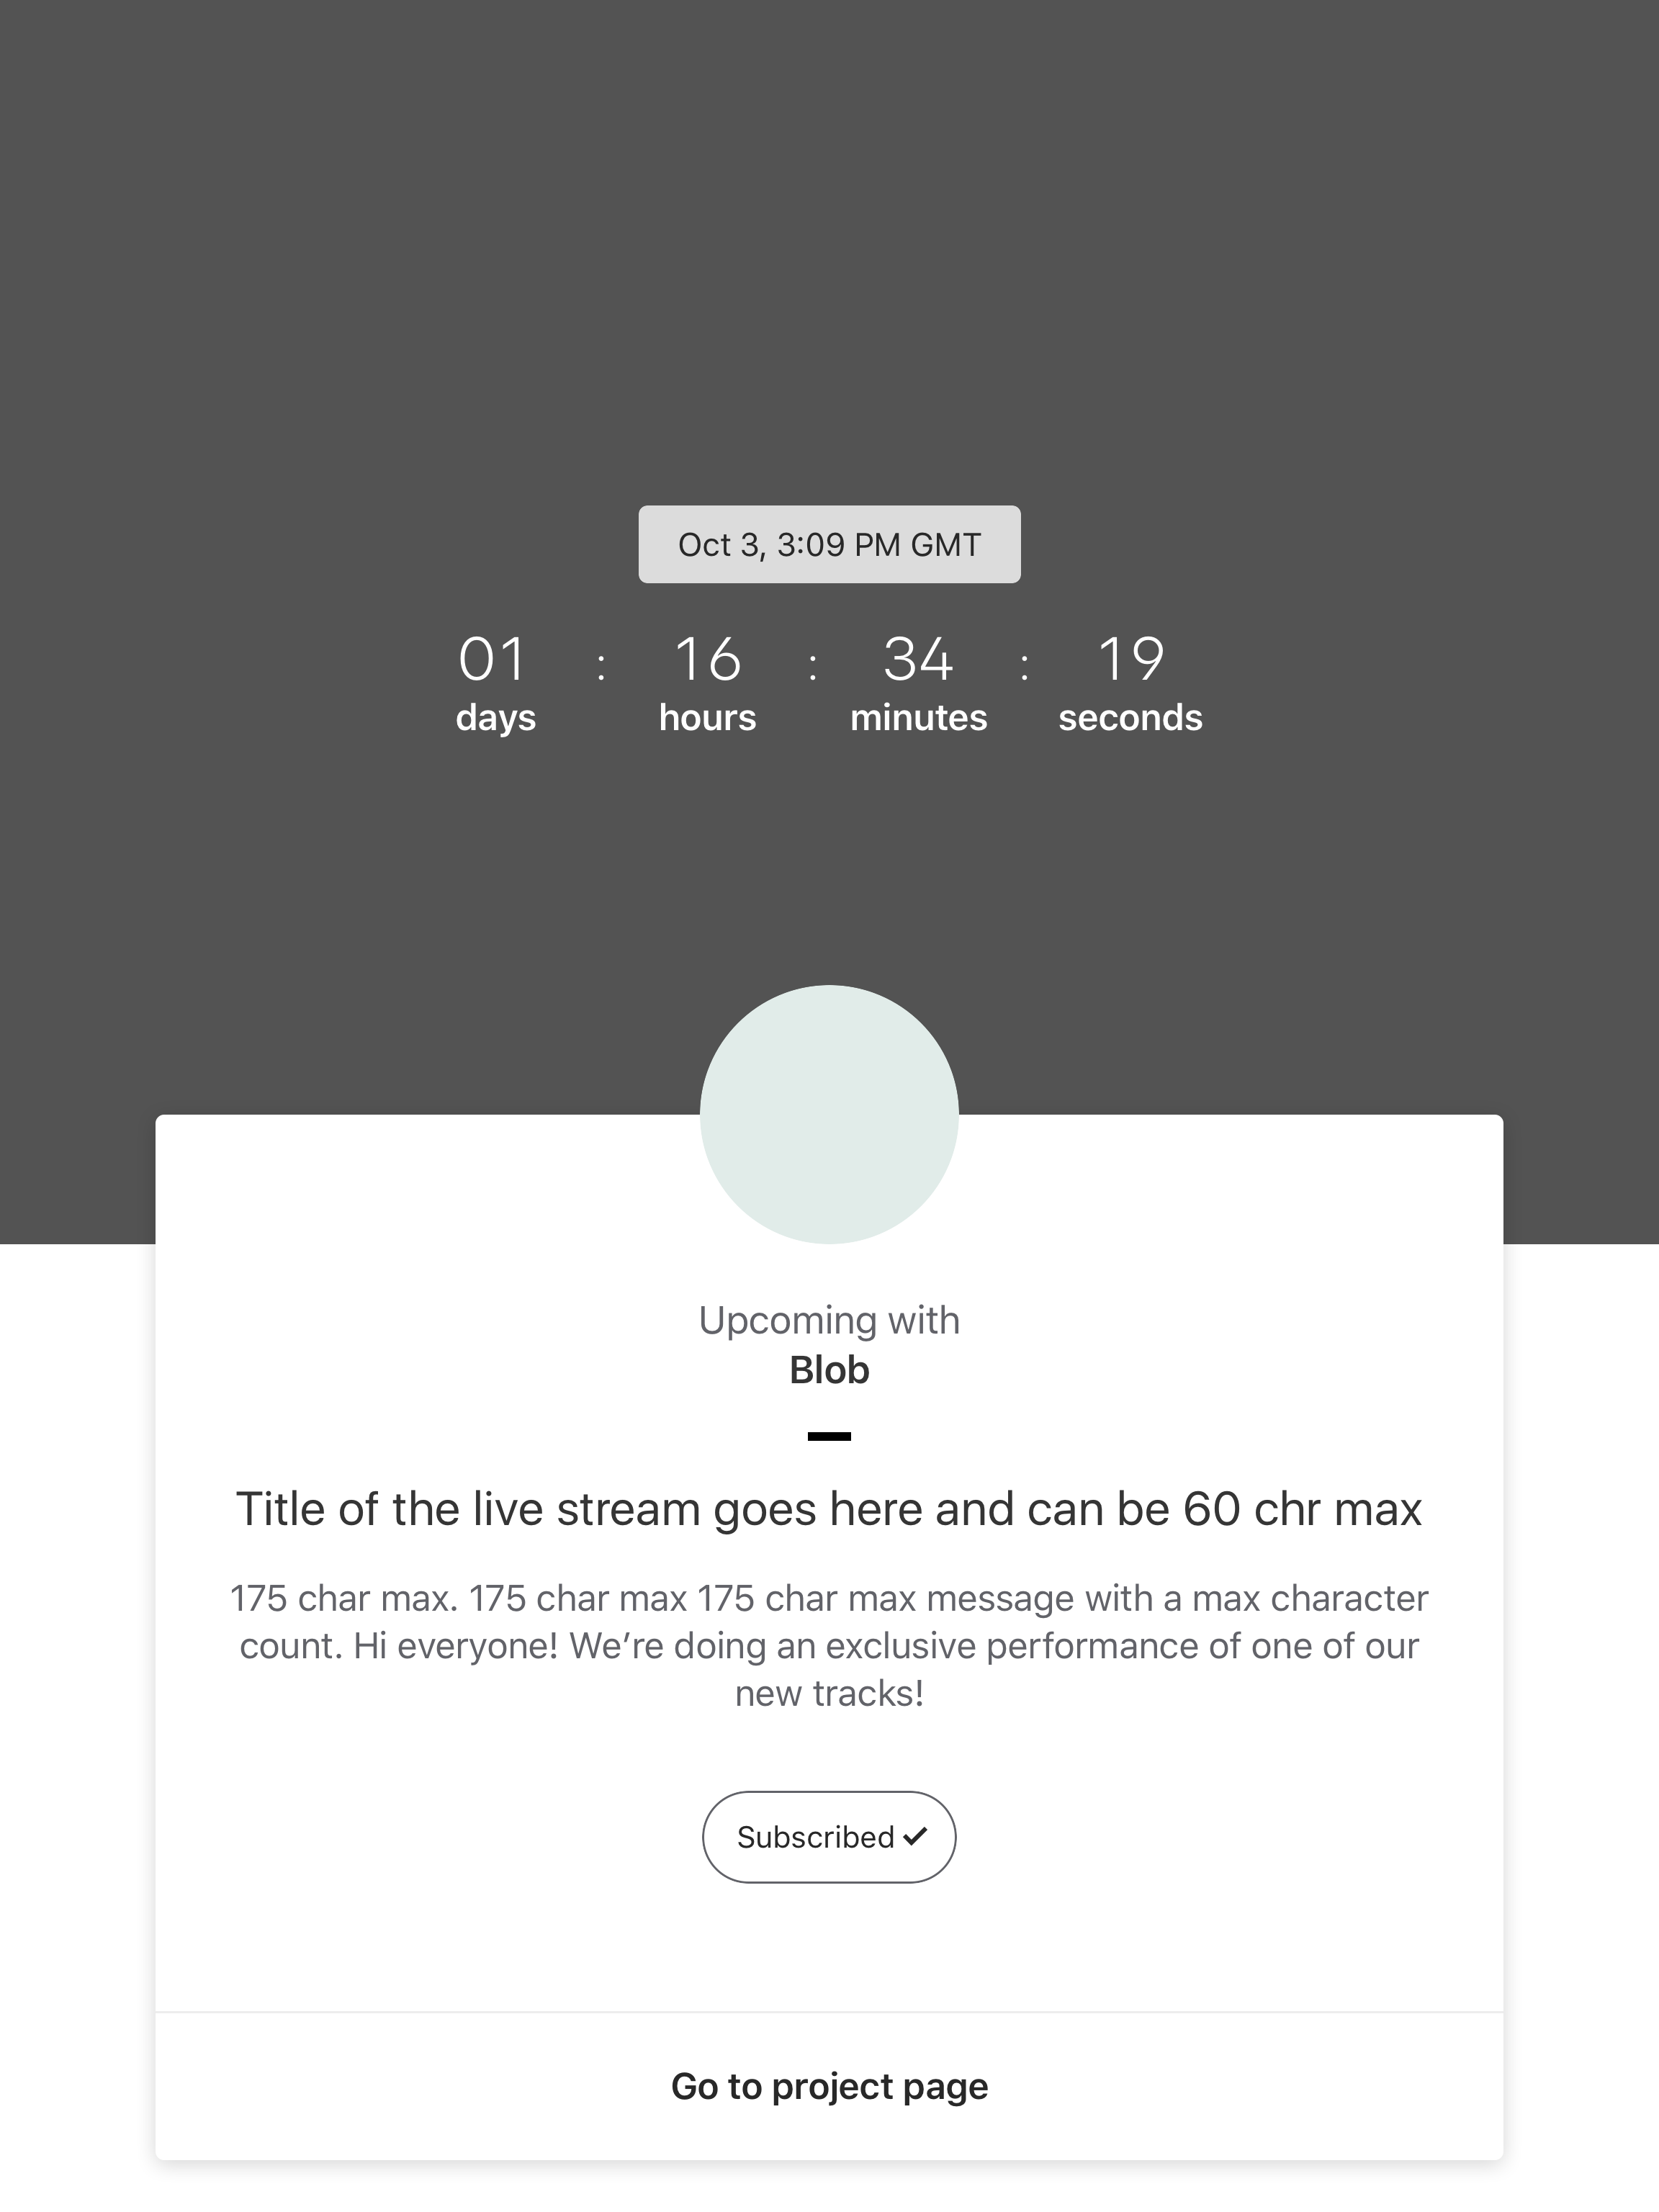 Oct 3, 3:09 PM GMT
01 : 16 : 34 : 19
days hours minutes seconds
Upcoming with
Blob
Title of the live stream goes here and can be 60 chr max
175 char max. 175 char max 175 char max message with a max character
count. Hi everyone! We’re doing an exclusive performance of one of our
new tracks!
Subscribed
Go to project page